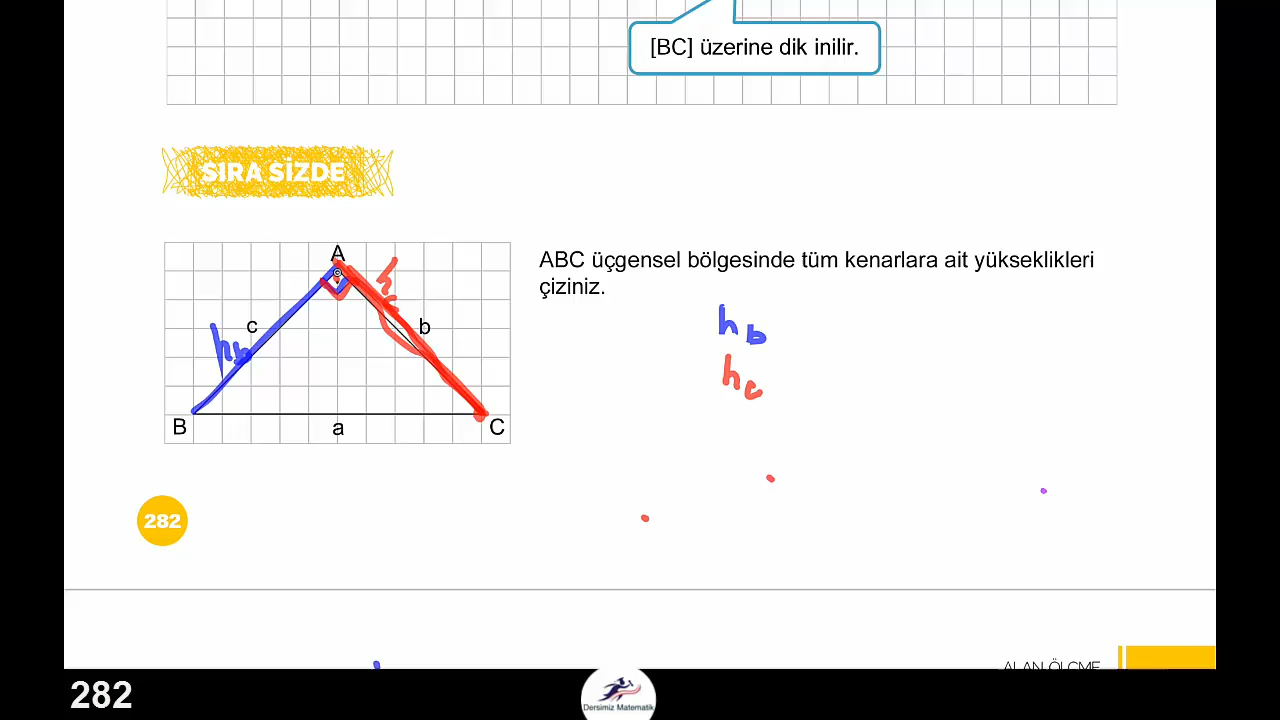 [BC] üzerine dik inilir.
SIRA SİZDE
A
c
b
B
a
C
hb
hc
ABC üçgensel bölgesinde tüm kenarlara ait yükseklikleri
çiziniz.
hb
hc
282
ALAN ÖLÇME
282
Dersimiz Matematik